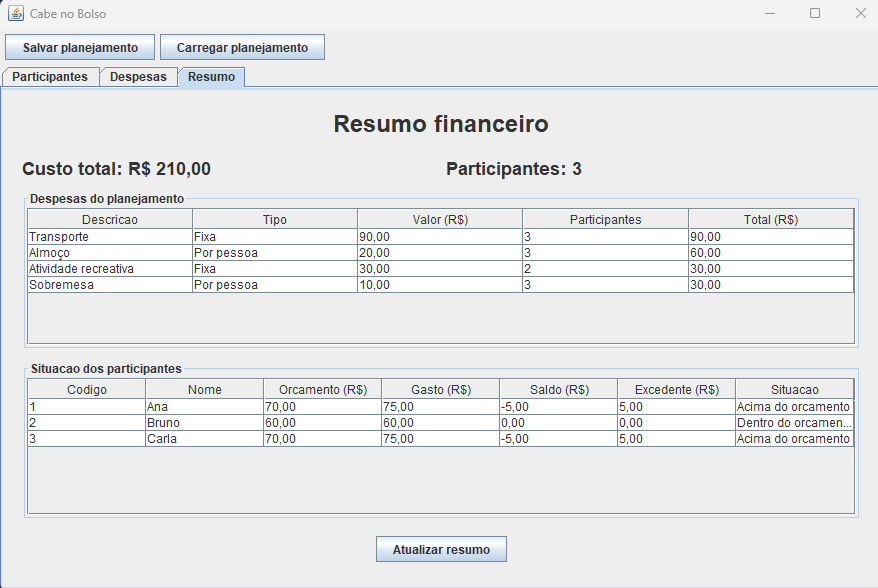 Cabe no Bolso
Salvar planejamento Carregar planejamento
Participantes Despesas Resumo
Resumo financeiro
Custo total: R$ 210,00 Participantes: 3
Despesas do planejamento
Descricao Tipo Valor (R$) Participantes Total (R$)
Transporte Fixa 90,00 3 90,00
Almoço Por pessoa 20,00 3 60,00
Atividade recreativa Fixa 30,00 2 30,00
Sobremesa Por pessoa 10,00 3 30,00
Situacao dos participantes
Codigo Nome Orcamento (R$) Gasto (R$) Saldo (R$) Excedente (R$) Situacao
1 Ana 70,00 75,00 -5,00 5,00 Acima do orcamento
2 Bruno 60,00 60,00 0,00 0,00 Dentro do orcamen...
3 Carla 70,00 75,00 -5,00 5,00 Acima do orcamento
Atualizar resumo